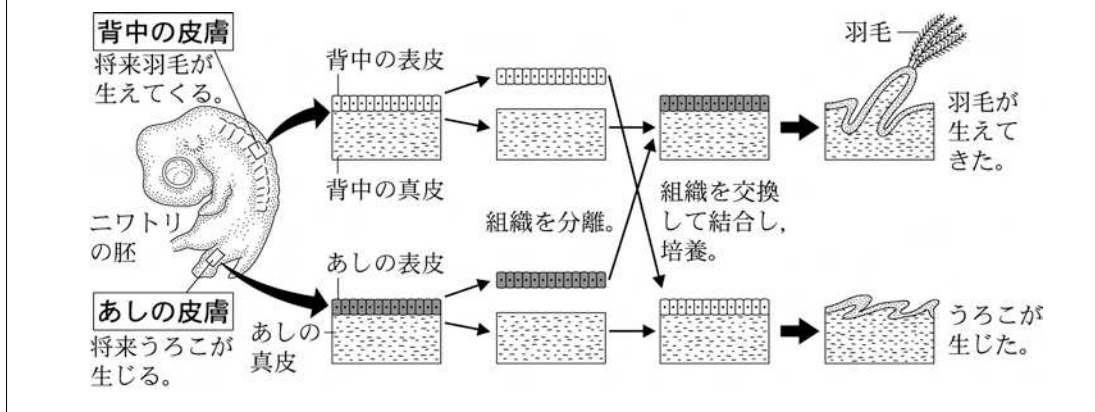 背中の皮膚
将来羽毛が
生えてくる。
ニワトリ
の胚
あしの皮膚
将来うろこが
生じる。
背中の表皮
背中の真皮
あしの表皮
あしの
真皮
組織を分離。
組織を交換
して結合し,
培養。
羽毛
羽毛が
生えて
きた。
うろこが
生じた。